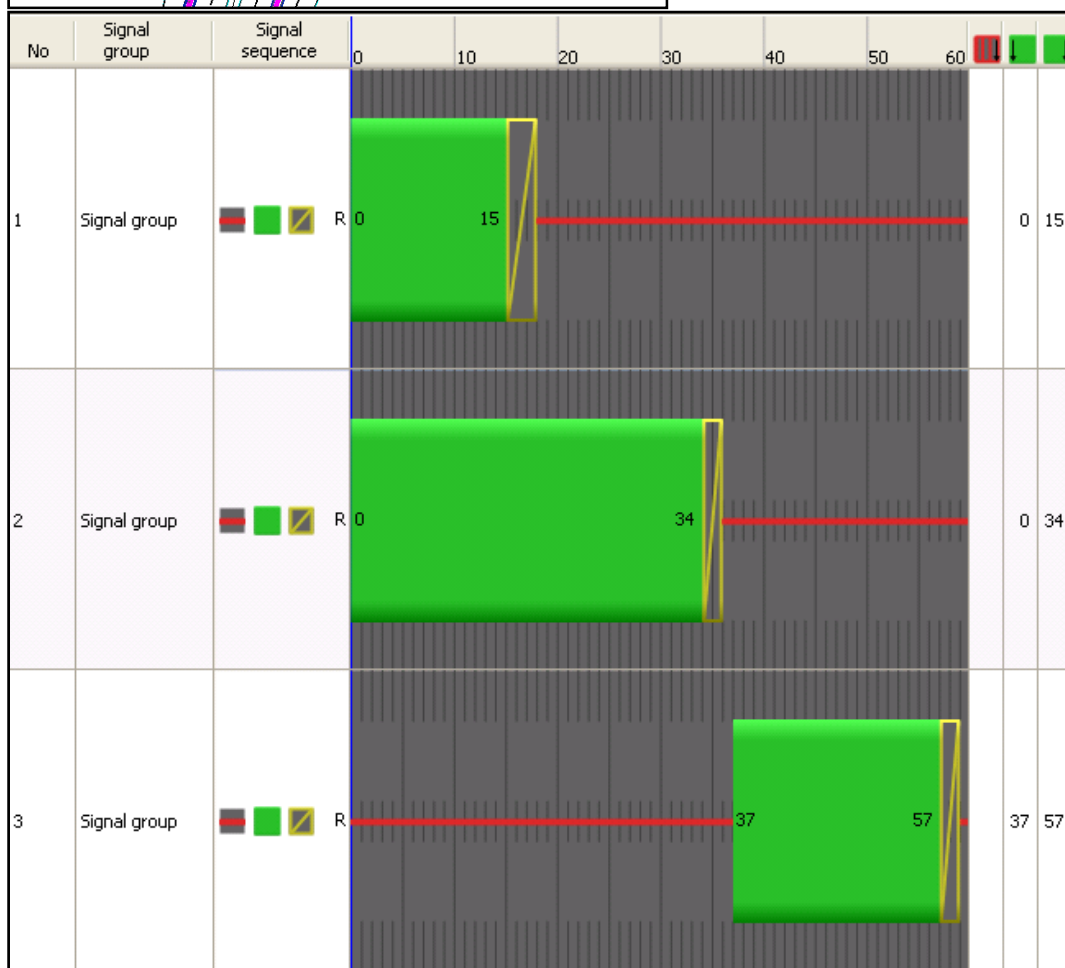 No Signal group Signal sequence 0 10 20 30 40 50 60
1 Signal group R 0 15 0 15
2 Signal group R 0 34 0 34
3 Signal group R 37 57 37 57